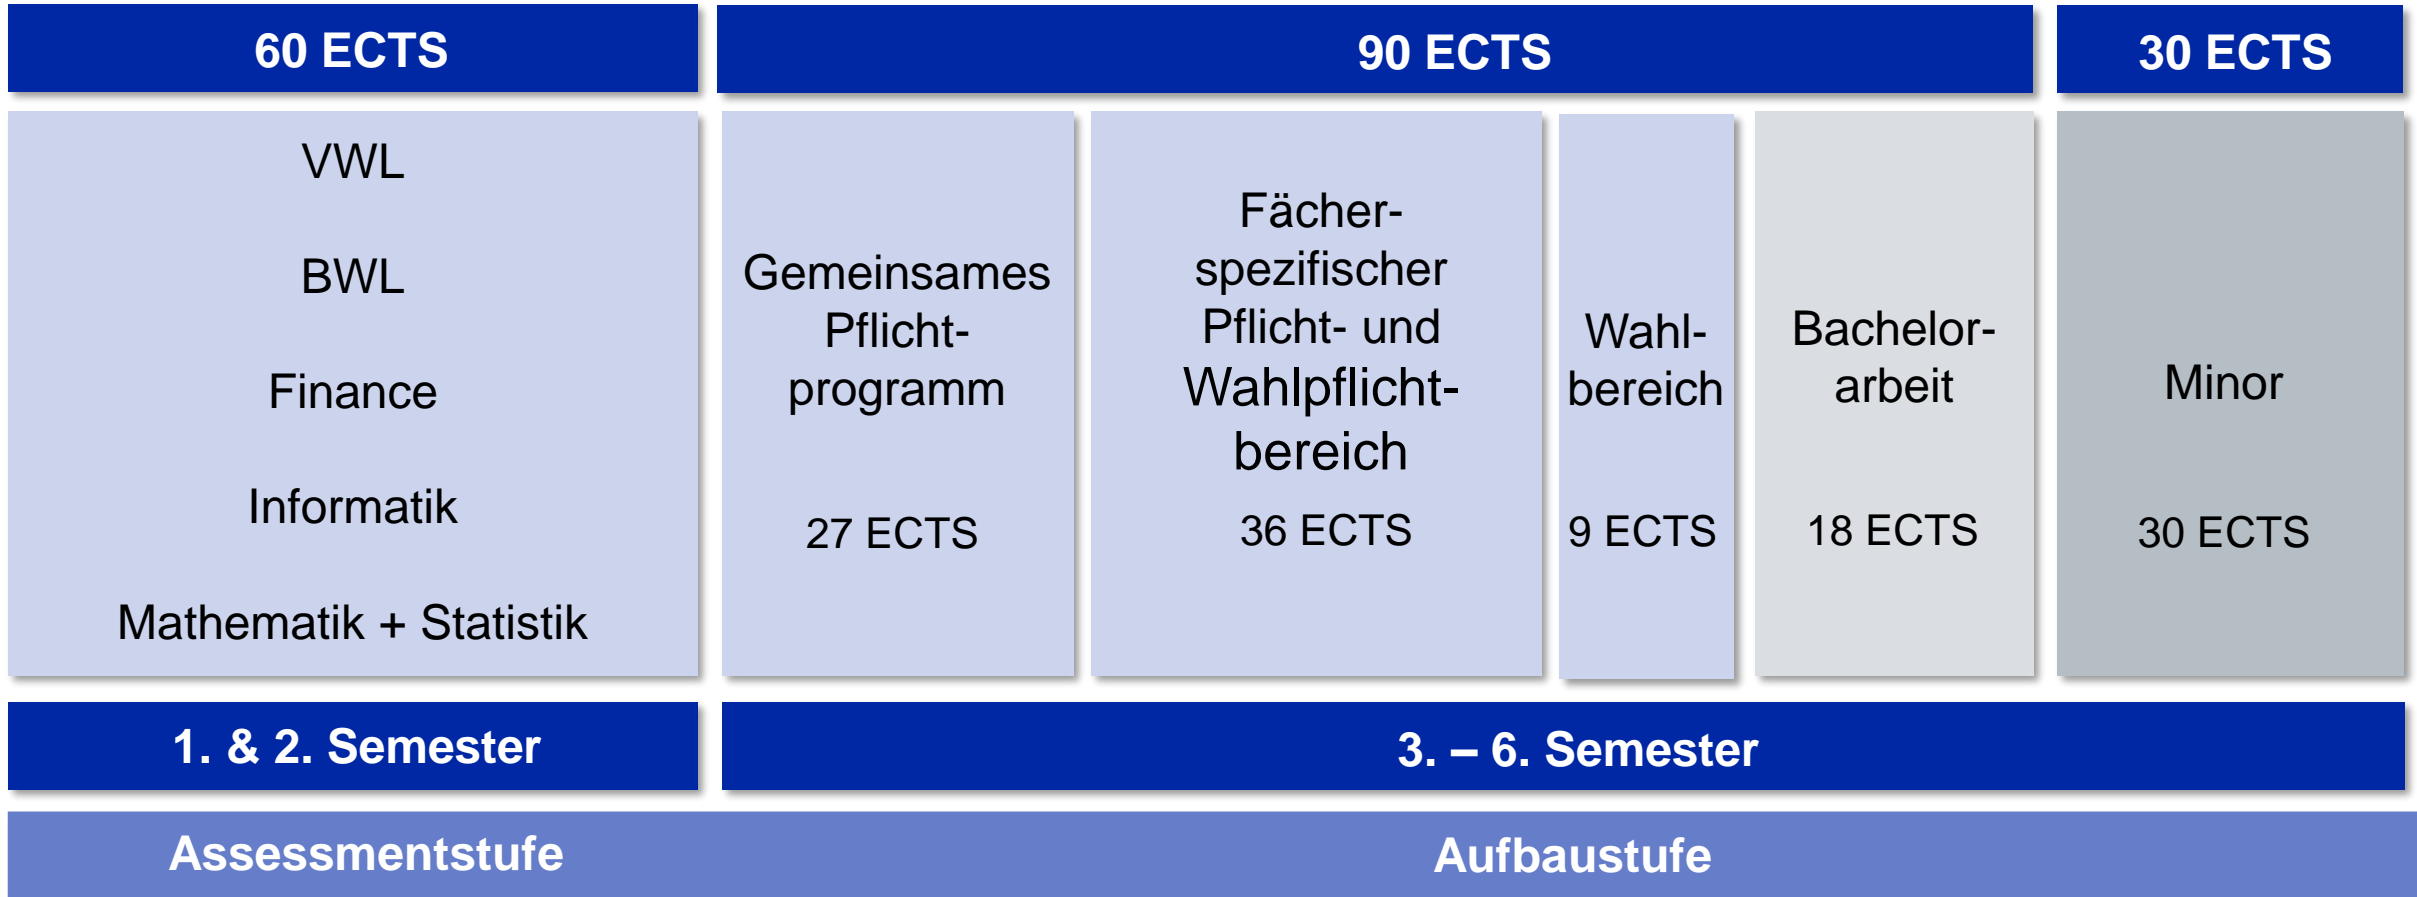 60 ECTS
90 ECTS
30 ECTS
VWL
BWL
Finance
Informatik
Mathematik + Statistik
Gemeinsames
Pflicht-
programm
27 ECTS
Fächer-
spezifischer
Pflicht- und
Wahlpflicht-
bereich
36 ECTS
Wahl-
bereich
9 ECTS
Bachelor-
arbeit
18 ECTS
Minor
30 ECTS
1. & 2. Semester
3. – 6. Semester
Assessmentstufe
Aufbaustufe